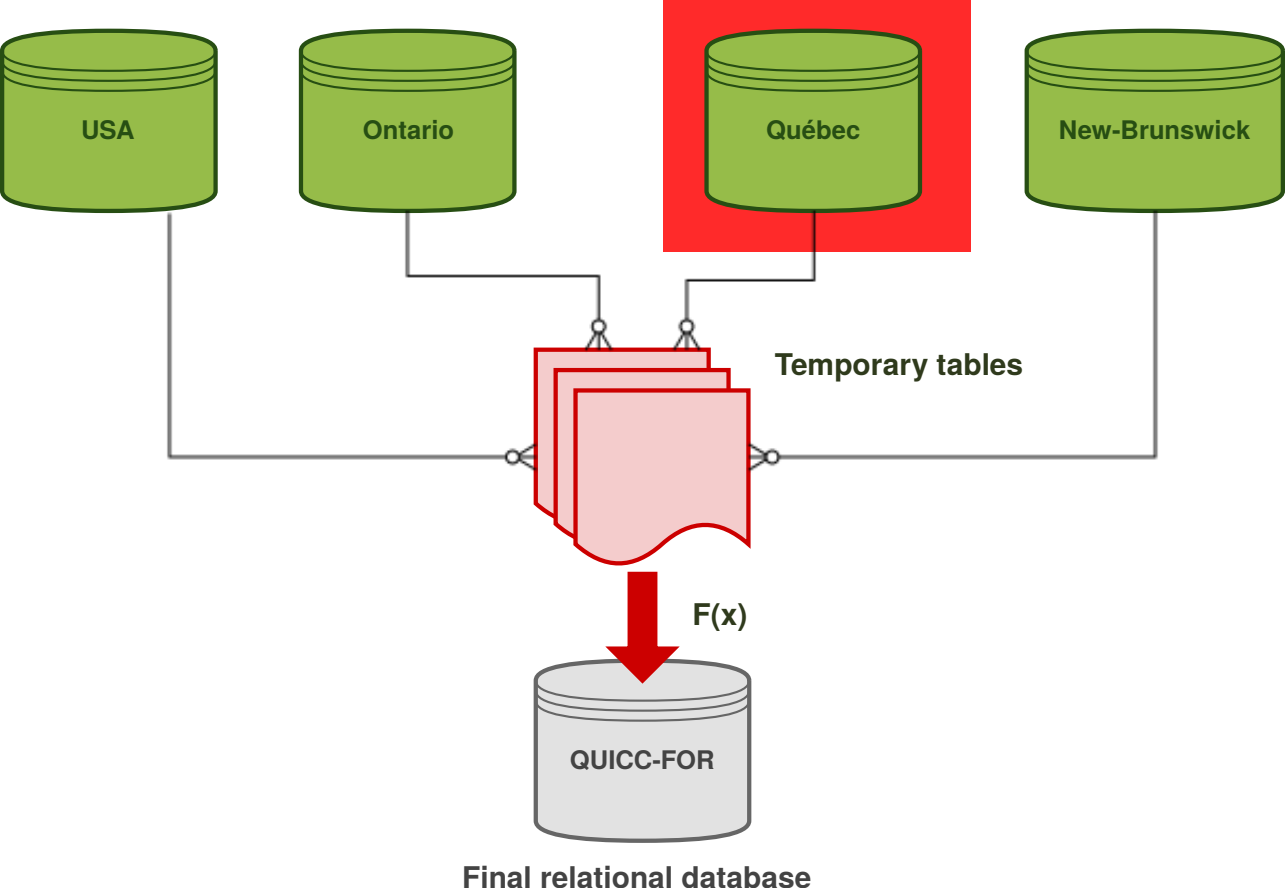 USA
Ontario
Québec
New-Brunswick
Temporary tables
F(x)
QUICC-FOR
Final relational database